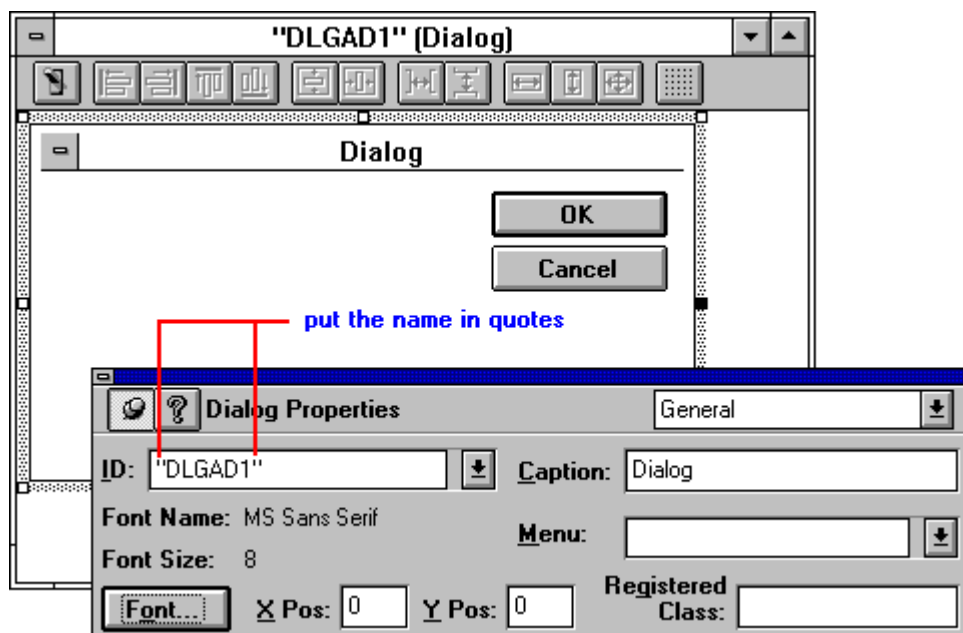 "DLGAD1" (Dialog)
Dialog
OK
Cancel
put the name in quotes
Dialog Properties
General
ID: "DLGAD1"
Caption: Dialog
Font Name: MS Sans Serif
Menu:
Font Size: 8
Font... X Pos: 0 Y Pos: 0
Registered
Class: